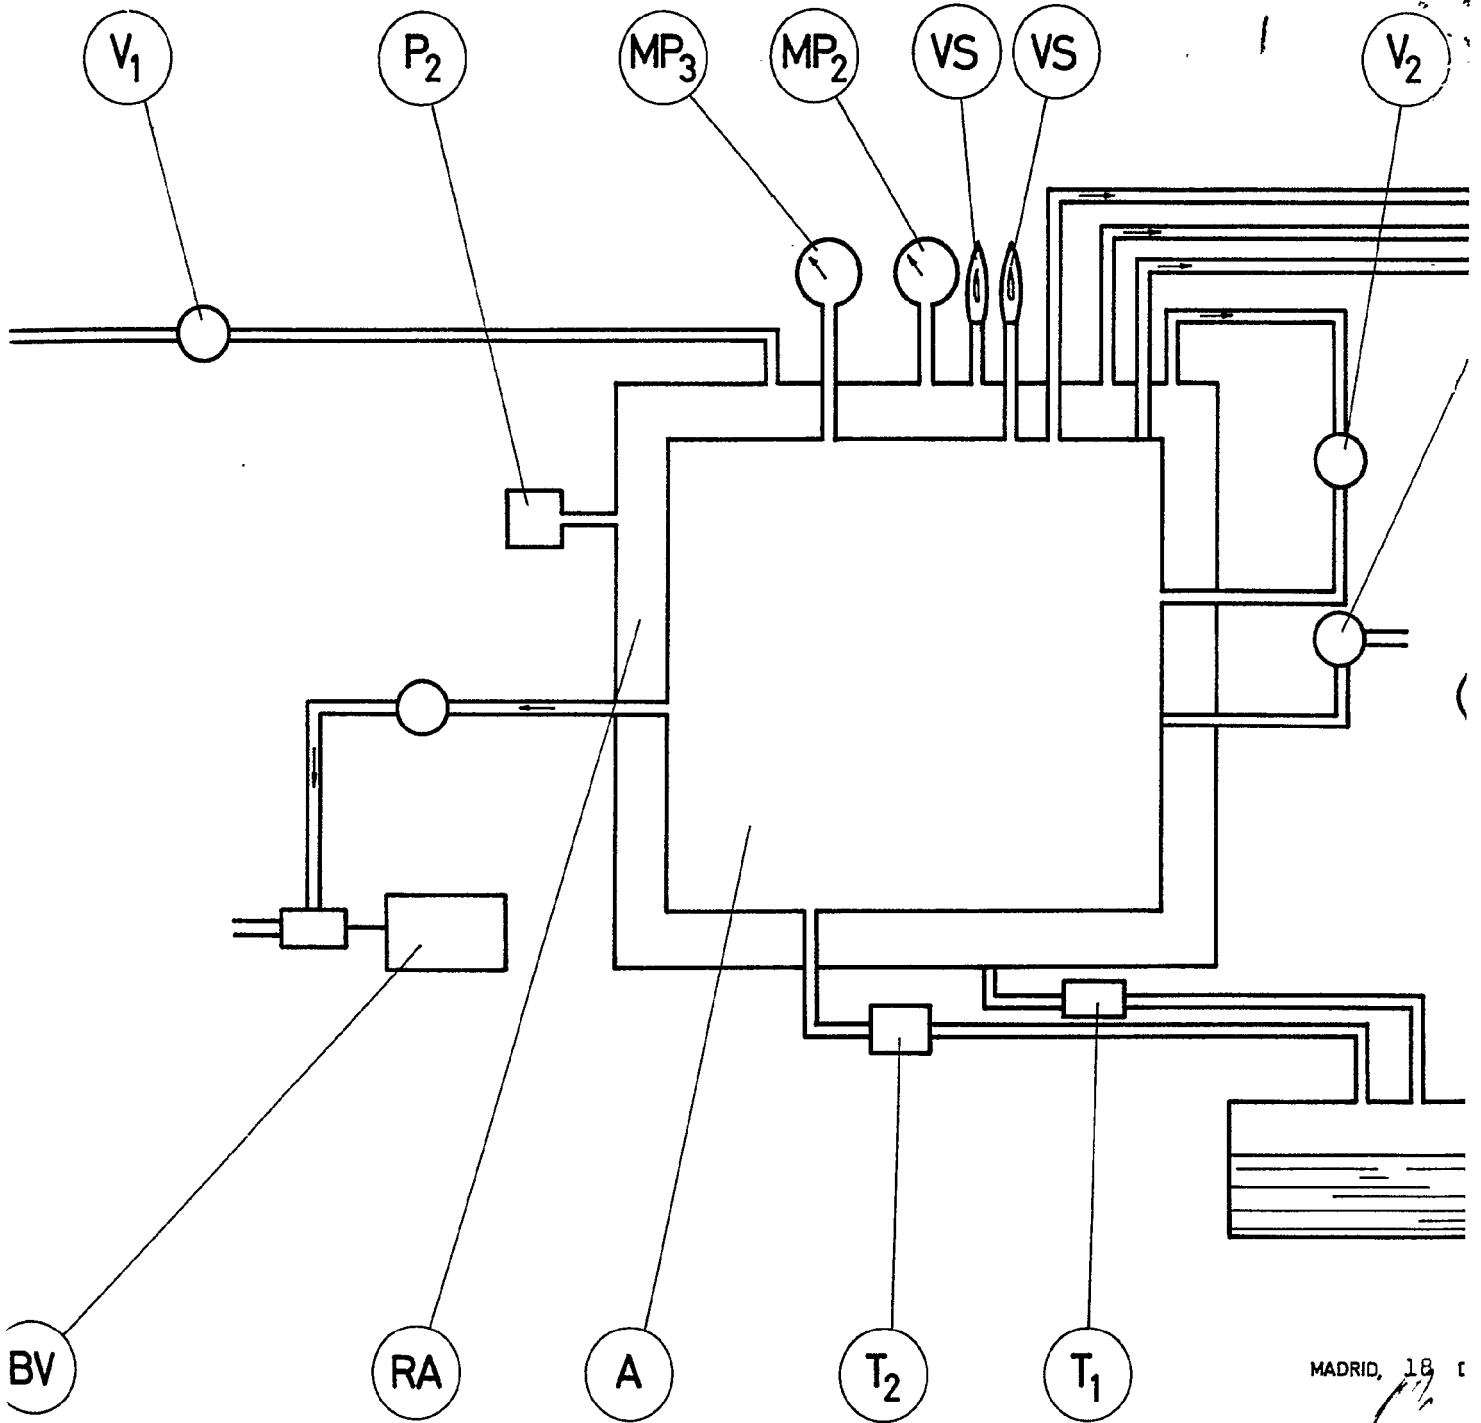 V₁ P₂ MP₃ MP₂ VS VS V₂
BV RA A T₂ T₁
MADRID, 18